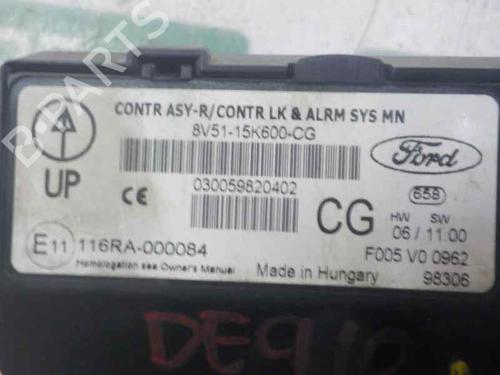 CONTR ASY-R/CONTR LK & ALRM SYS MN
8V51-15K600-CG
Ford
UP
CE
030059820402
CG
658
HW SW
06 / 11.00
E11 116RA-000084
F005 V0 0962
Homologation see Owner's Manual
Made in Hungary
98306